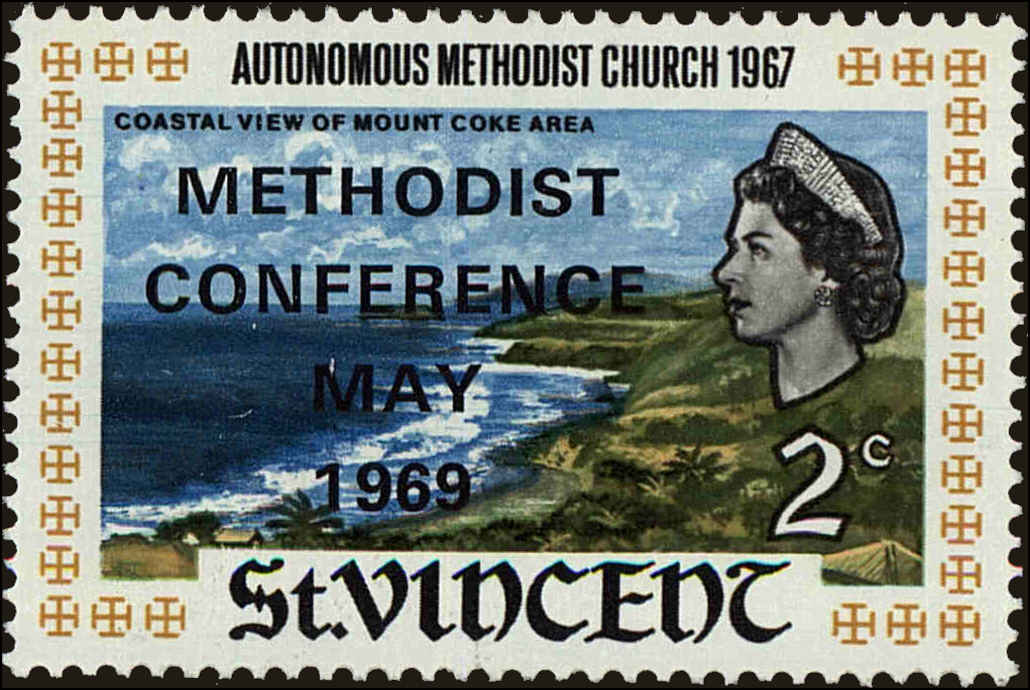 AUTONOMOUS METHODIST CHURCH 1967
COASTAL VIEW OF MOUNT COKE AREA
METHODIST
CONFERENCE
MAY
1969
2c
St.VINCENT